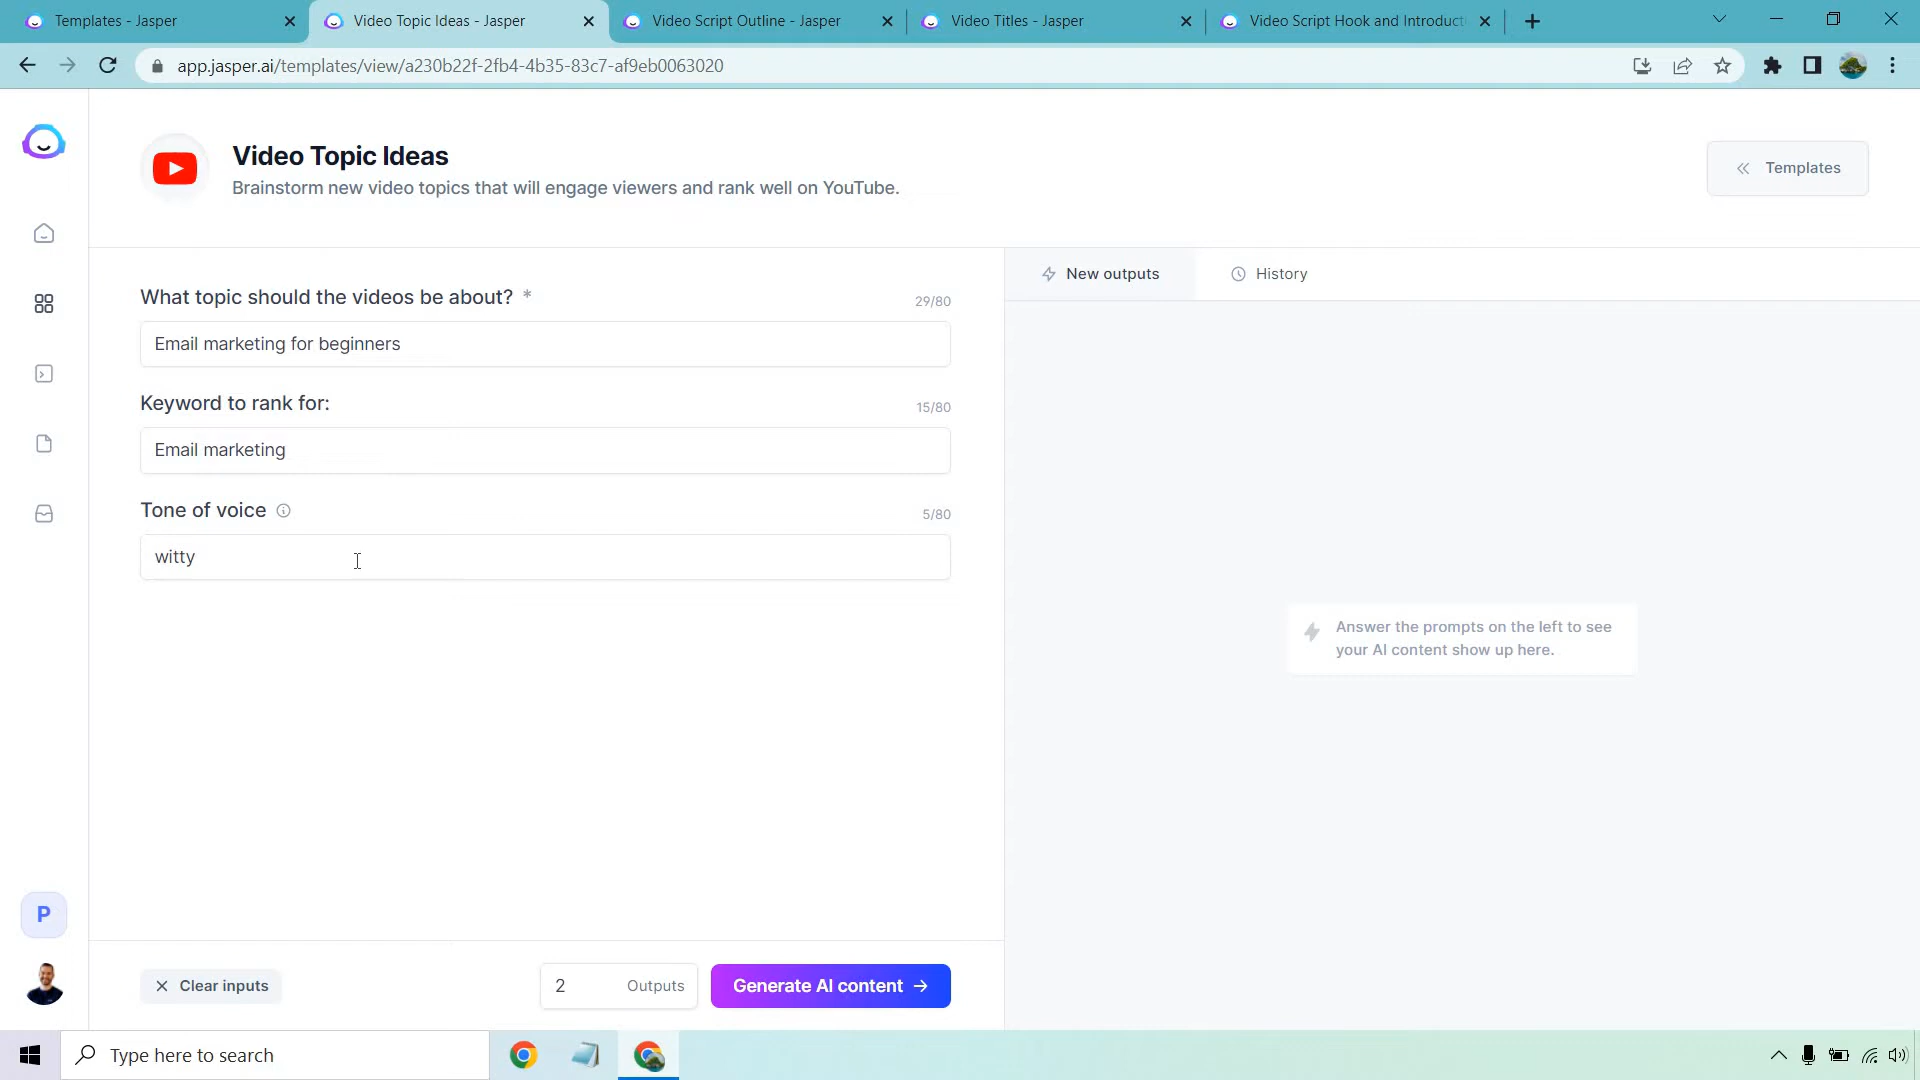 Templates - Jasper
Video Topic Ideas - Jasper
Video Script Outline - Jasper
Video Titles - Jasper
Video Script Hook and Introduct
app.jasper.ai/templates/view/a230b22f-2fb4-4b35-83c7-af9eb0063020
Video Topic Ideas
Brainstorm new video topics that will engage viewers and rank well on YouTube.
Templates
New outputs
History
What topic should the videos be about? *
29/80
Email marketing for beginners
Keyword to rank for:
15/80
Email marketing
Tone of voice
5/80
witty
Answer the prompts on the left to see
your AI content show up here.
P
Clear inputs
2 Outputs
Generate AI content
Type here to search